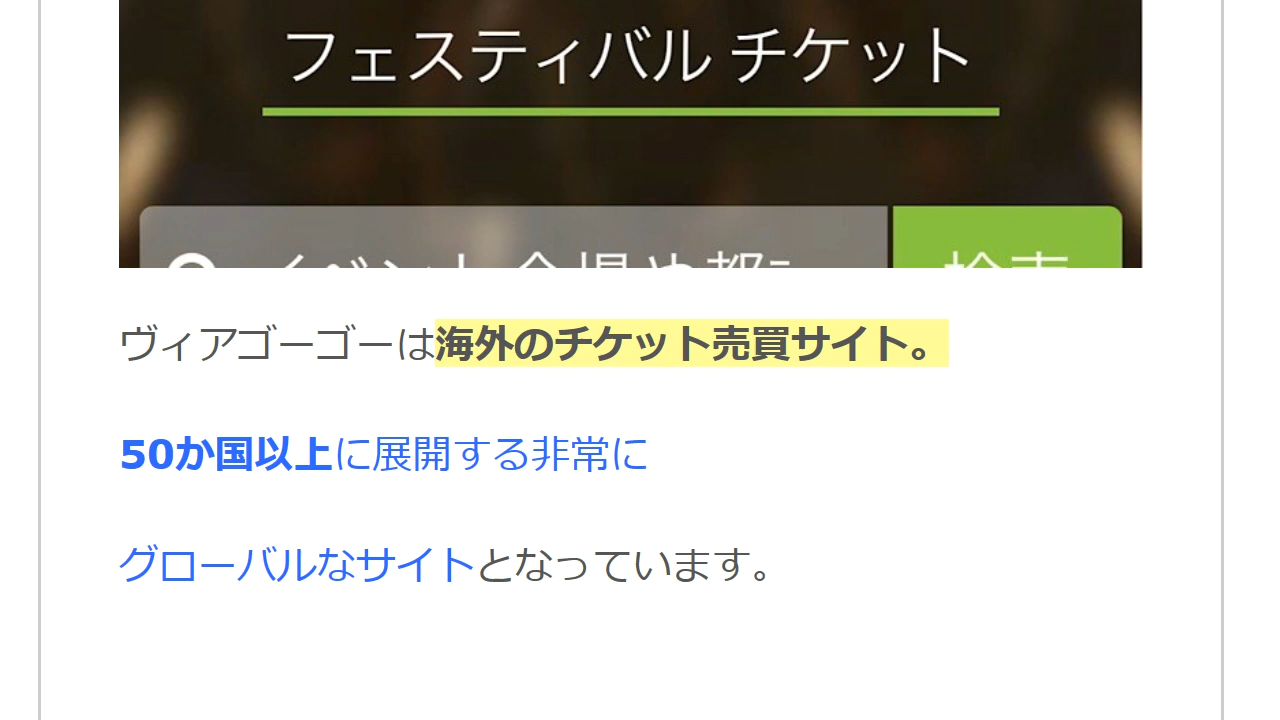 フェスティバル チケット
ヴィアゴーゴーは海外のチケット売買サイト。
50か国以上に展開する非常に
グローバルなサイトとなっています。